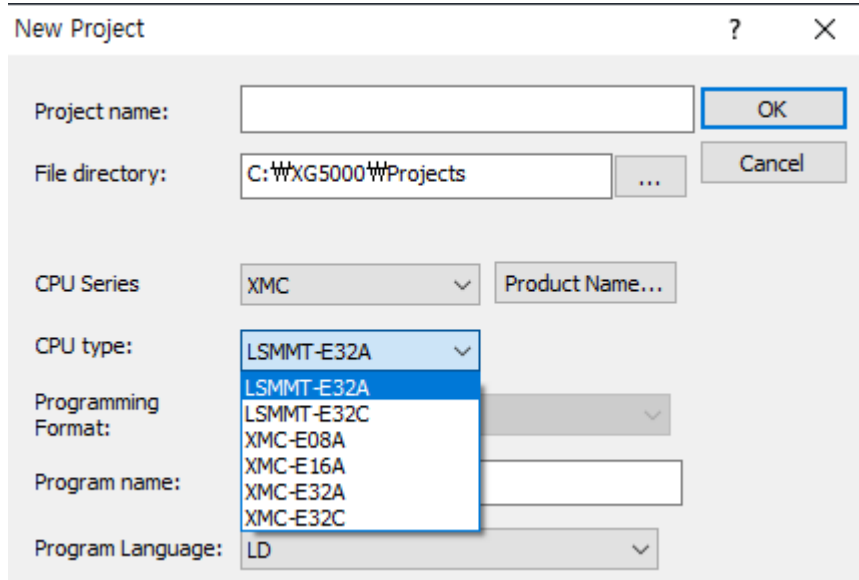 New Project ? ×
Project name: OK
File directory: C:₩XG5000₩Projects ... Cancel
CPU Series XMC Product Name...
CPU type: LSMMT-E32A
LSMMT-E32A
LSMMT-E32C
XMC-E08A
XMC-E16A
XMC-E32A
XMC-E32C
Programming
Format:
Program name:
Program Language: LD